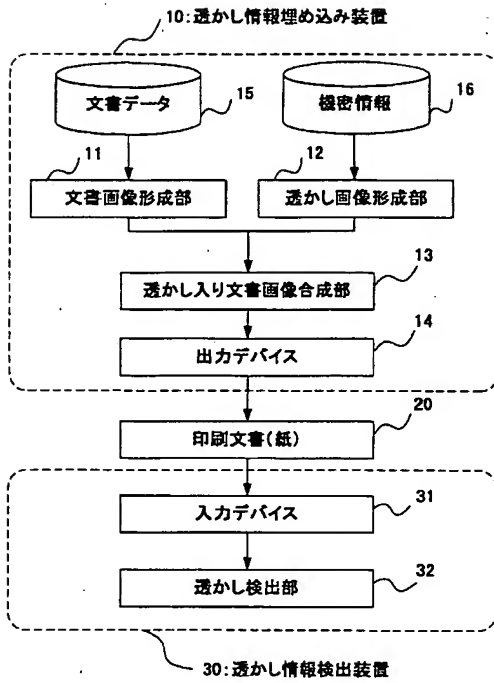 10:透かし情報埋め込み装置
文書データ
15
機密情報
16
11
文書画像形成部
12
透かし画像形成部
13
透かし入り文書画像合成部
14
出力デバイス
20
印刷文書(紙)
31
入力デバイス
32
透かし検出部
30:透かし情報検出装置